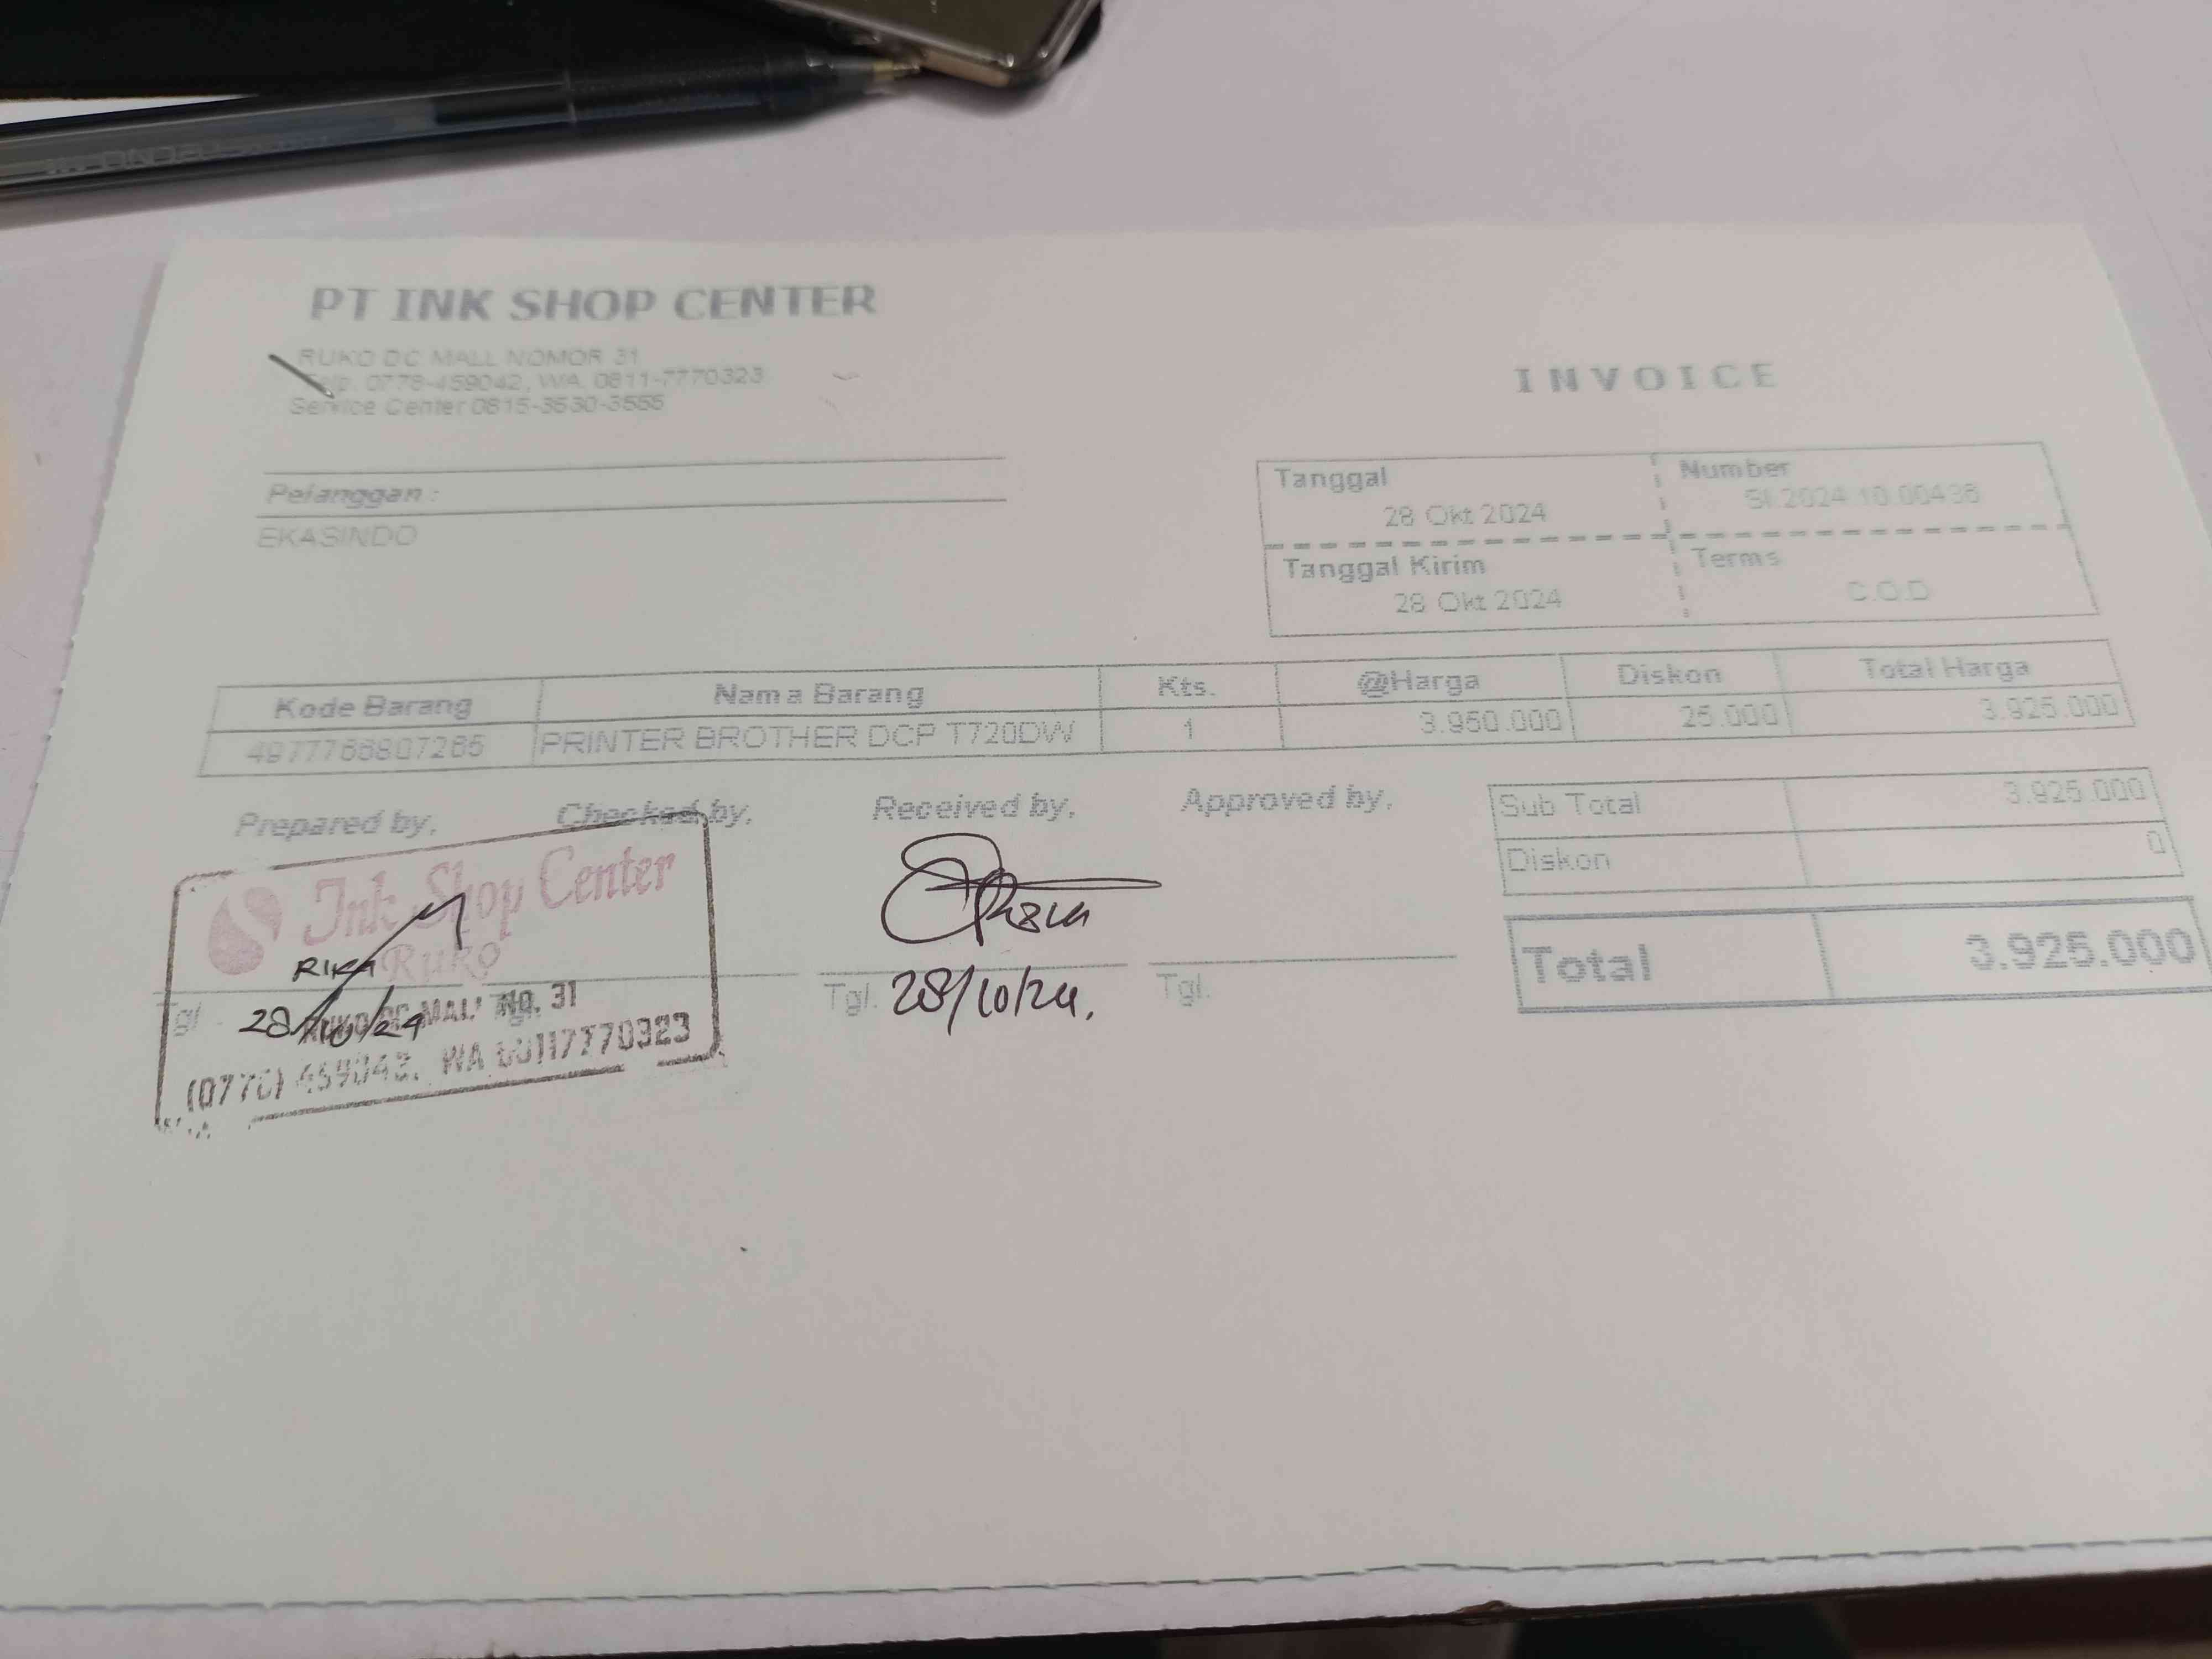 PT INK SHOP CENTER
RUKO DC MALL NOMOR 31
Telp. 0778-459042, WA. 0811-7770323
Service Center 0815-3530-3555
INVOICE
Pelanggan :
EKASINDO
Tanggal
28 Okt 2024
Number
SI.2024.10.00436
Tanggal Kirim
28 Okt 2024
Terms
C.O.D
Kode Barang Nama Barang Kts. @Harga Diskon Total Harga
4977766807265 PRINTER BROTHER DCP T720DW 1 3.950.000 25.000 3.925.000
Prepared by, Checked by, Received by, Approved by,
Sub Total 3.925.000
Diskon 0
Total 3.925.000
Ink Shop Center
Ruko
RIKA
Tgl 28/10/24
RUKO DC MALL NO. 31
459042, WA 08117770323
Tgl. 28/10/24.
Tgl.